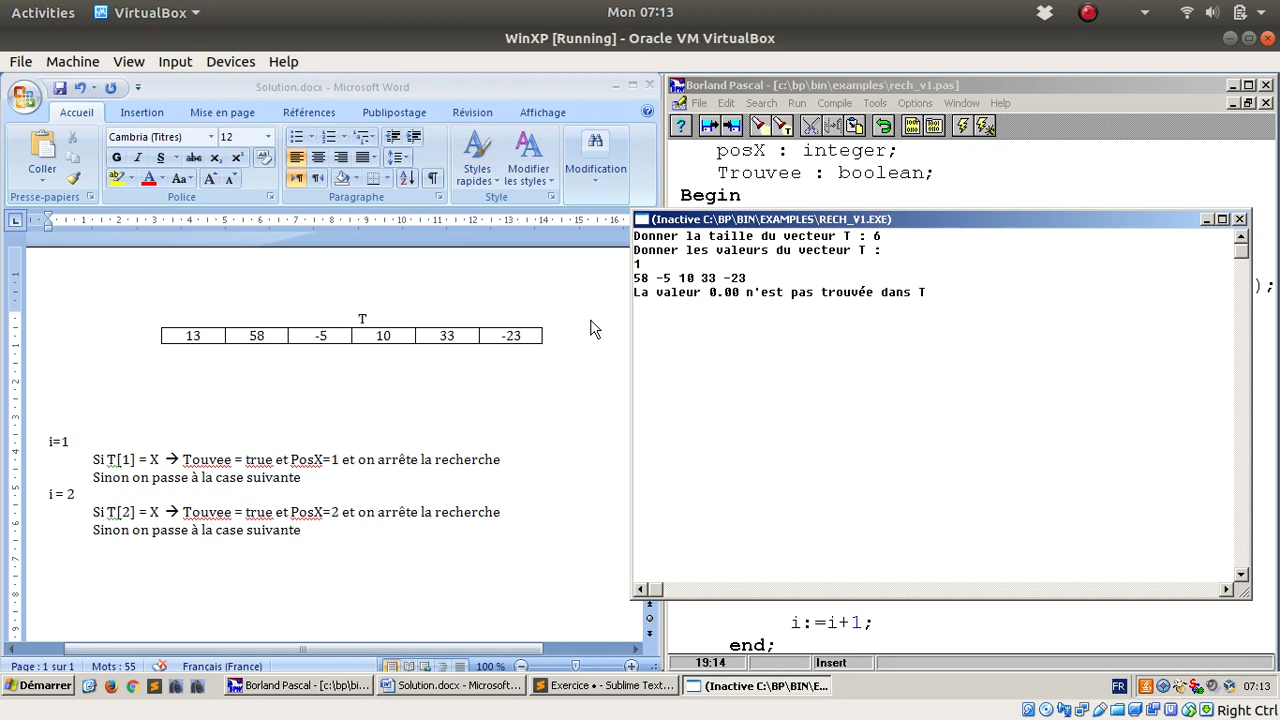 Activities VirtualBox Mon 07:13
WinXP [Running] - Oracle VM VirtualBox
File Machine View Input Devices Help
Solution.docx - Microsoft Word
Accueil Insertion Mise en page Références Publipostage Révision Affichage
Cambria (Titres) 12
Coller
Styles rapides
Modifier les styles
Modification
Presse-papiers Police Paragraphe Style
T
13 58 -5 10 33 -23
i=1
Si T[1] = X → Touvee = true et PosX=1 et on arrête la recherche
Sinon on passe à la case suivante
i = 2
Si T[2] = X → Touvee = true et PosX=2 et on arrête la recherche
Sinon on passe à la case suivante
Page : 1 sur 1 Mots : 55 Français (France) 100 %
Borland Pascal - [c:\bp\bin\examples\rech_v1.pas]
File Edit Search Run Compile Tools Options Window Help
posX : integer;
Trouvee : boolean;
Begin
(Inactive C:\BP\BIN\EXAMPLES\RECH_V1.EXE)
Donner la taille du vecteur T : 6
Donner les valeurs du vecteur T :
1
58 -5 10 33 -23
La valeur 0.00 n'est pas trouvée dans T
);
i:=i+1;
end;
19:14 Insert
Démarrer Borland Pascal - [c:\bp\bi... Solution.docx - Microsoft... Exercice • - Sublime Text... (Inactive C:\BP\BIN\E... FR 07:13
Right Ctrl